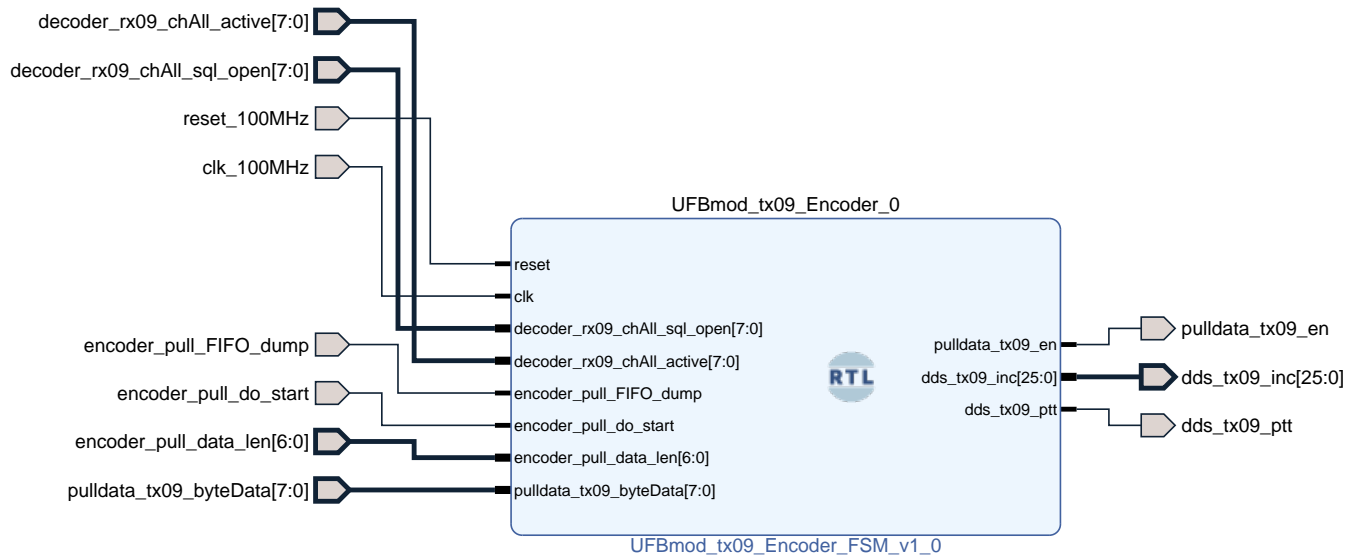 decoder_rx09_chAll_active[7:0]
decoder_rx09_chAll_sql_open[7:0]
reset_100MHz
clk_100MHz
encoder_pull_FIFO_dump
encoder_pull_do_start
encoder_pull_data_len[6:0]
pulldata_tx09_byteData[7:0]
UFBmod_tx09_Encoder_0
reset
clk
decoder_rx09_chAll_sql_open[7:0]
decoder_rx09_chAll_active[7:0]
encoder_pull_FIFO_dump
encoder_pull_do_start
encoder_pull_data_len[6:0]
pulldata_tx09_byteData[7:0]
RTL
pulldata_tx09_en
dds_tx09_inc[25:0]
dds_tx09_ptt
UFBmod_tx09_Encoder_FSM_v1_0
pulldata_tx09_en
dds_tx09_inc[25:0]
dds_tx09_ptt